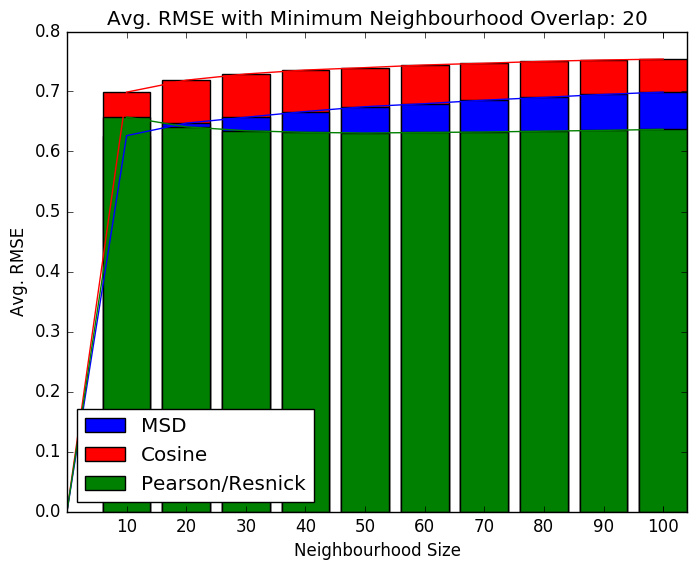 Avg. RMSE with Minimum Neighbourhood Overlap: 20
0.8
0.7
0.6
0.5
0.4
0.3
0.2
0.1
0.0
Avg. RMSE
MSD
Cosine
Pearson/Resnick
10 20 30 40 50 60 70 80 90 100
Neighbourhood Size